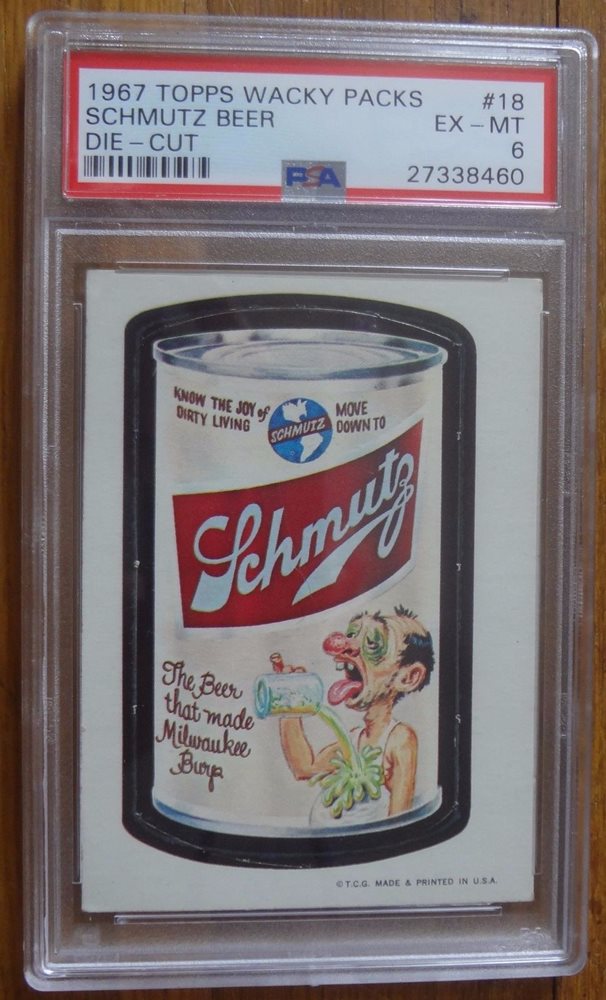 1967 TOPPS WACKY PACKS #18
SCHMUTZ BEER EX - MT
DIE - CUT 6
PSA 27338460
KNOW THE JOY of
DIRTY LIVING
SCHMUTZ
MOVE
DOWN TO
Schmutz
The Beer
that made
Milwaukee
Burp
© T.C.G. MADE & PRINTED IN U.S.A.